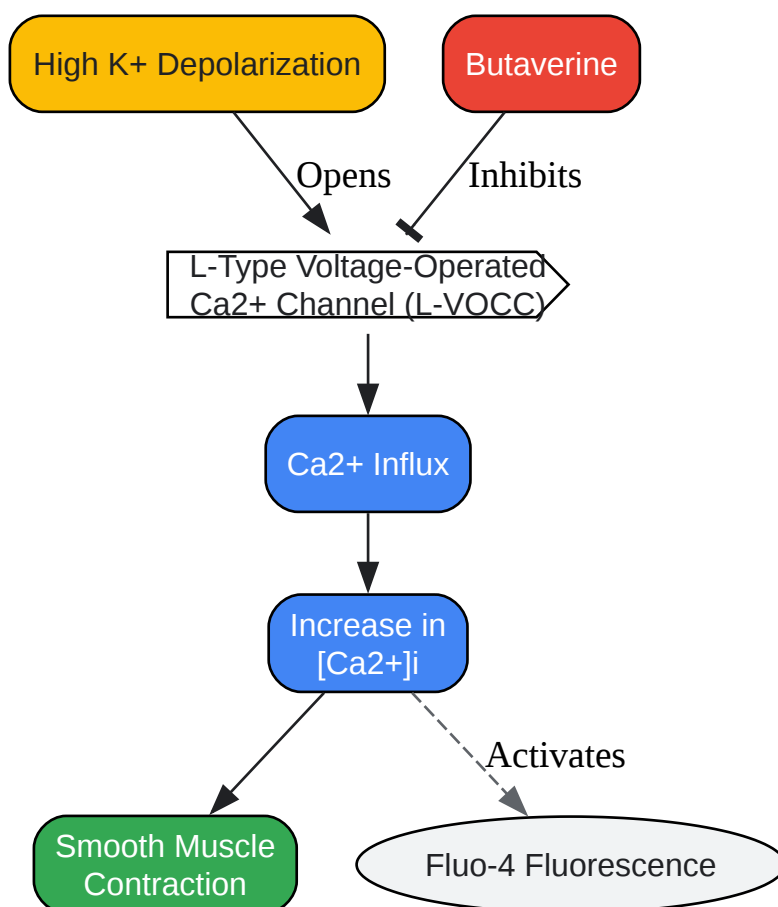 High K+ Depolarization
Butaverine
Opens
Inhibits
L-Type Voltage-Operated
Ca2+ Channel (L-VOCC)
Ca2+ Influx
Increase in
[Ca2+]i
Activates
Smooth Muscle
Contraction
Fluo-4 Fluorescence